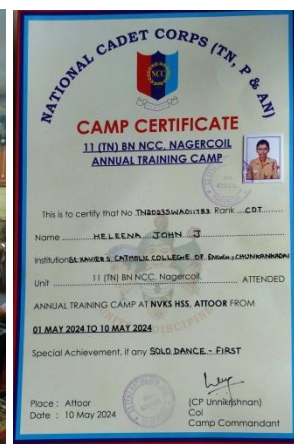 NATIONAL CADET CORPS (TN, P & AN)
NCC
CAMP CERTIFICATE
11 (TN) BN NCC, NAGERCOIL
ANNUAL TRAINING CAMP
This is to certify that No. Rank CDT
Name HELEENA JOHN J
Institution ST.XAVIER'S CATHOLIC COLLEGE OF CHUNKANKADAI
Unit 11 (TN) BN NCC, Nagercoil. ATTENDED
ANNUAL TRAINING CAMP AT NVKS HSS, ATTOOR FROM
01 MAY 2024 TO 10 MAY 2024
Special Achievement, if any SOLO DANCE - FIRST
Place : Attoor
Date : 10 May 2024
(CP Unnikrishnan)
Col
Camp Commandant